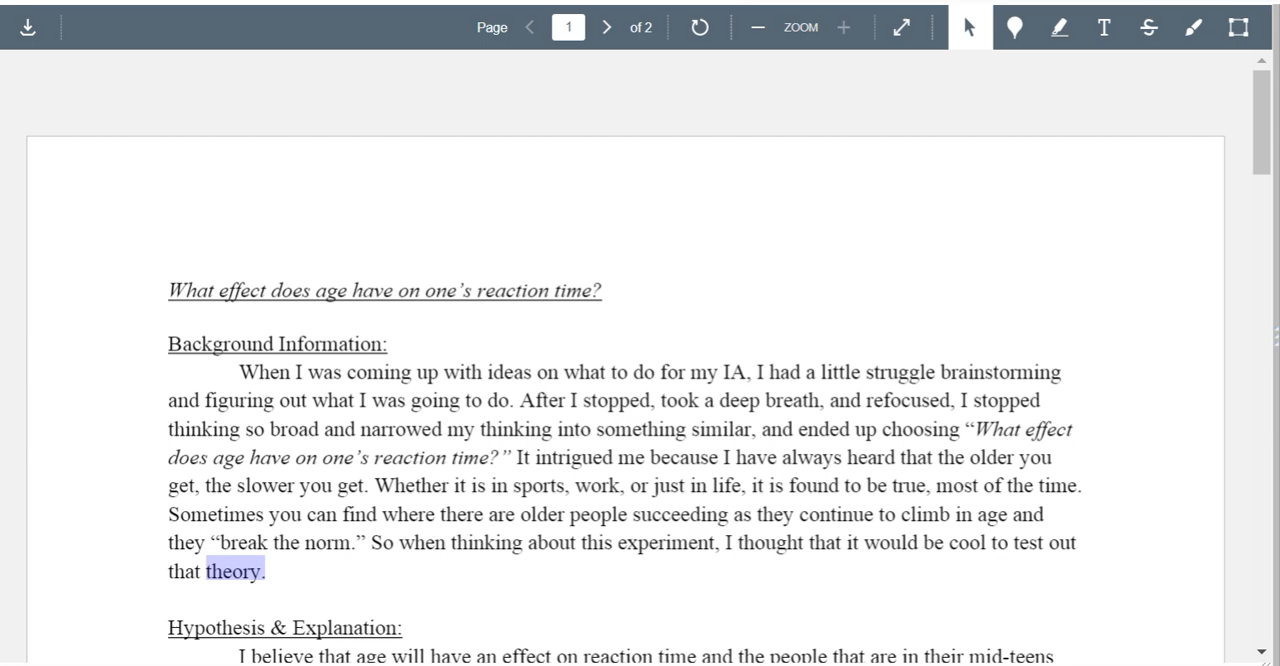 Page 1 of 2 ZOOM T S
What effect does age have on one’s reaction time?
Background Information:
When I was coming up with ideas on what to do for my IA, I had a little struggle brainstorming
and figuring out what I was going to do. After I stopped, took a deep breath, and refocused, I stopped
thinking so broad and narrowed my thinking into something similar, and ended up choosing “What effect
does age have on one’s reaction time?” It intrigued me because I have always heard that the older you
get, the slower you get. Whether it is in sports, work, or just in life, it is found to be true, most of the time.
Sometimes you can find where there are older people succeeding as they continue to climb in age and
they “break the norm.” So when thinking about this experiment, I thought that it would be cool to test out
that theory.
Hypothesis & Explanation:
I believe that age will have an effect on reaction time and the people that are in their mid-teens